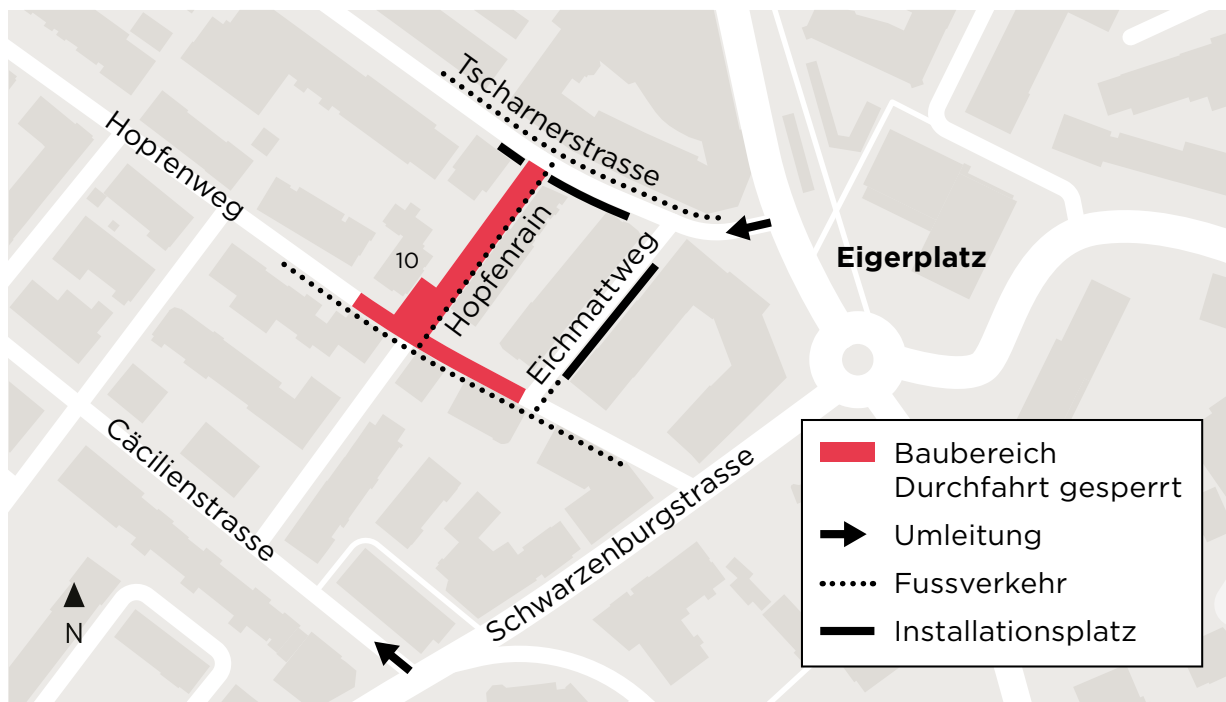 Tscharnerstrasse
Hopfenweg
Hopfenrain
10
Eichmattweg
Eigerplatz
Cäcilienstrasse
Schwarzenburgstrasse
N
Baubereich
Durchfahrt gesperrt
Umleitung
Fussverkehr
Installationsplatz